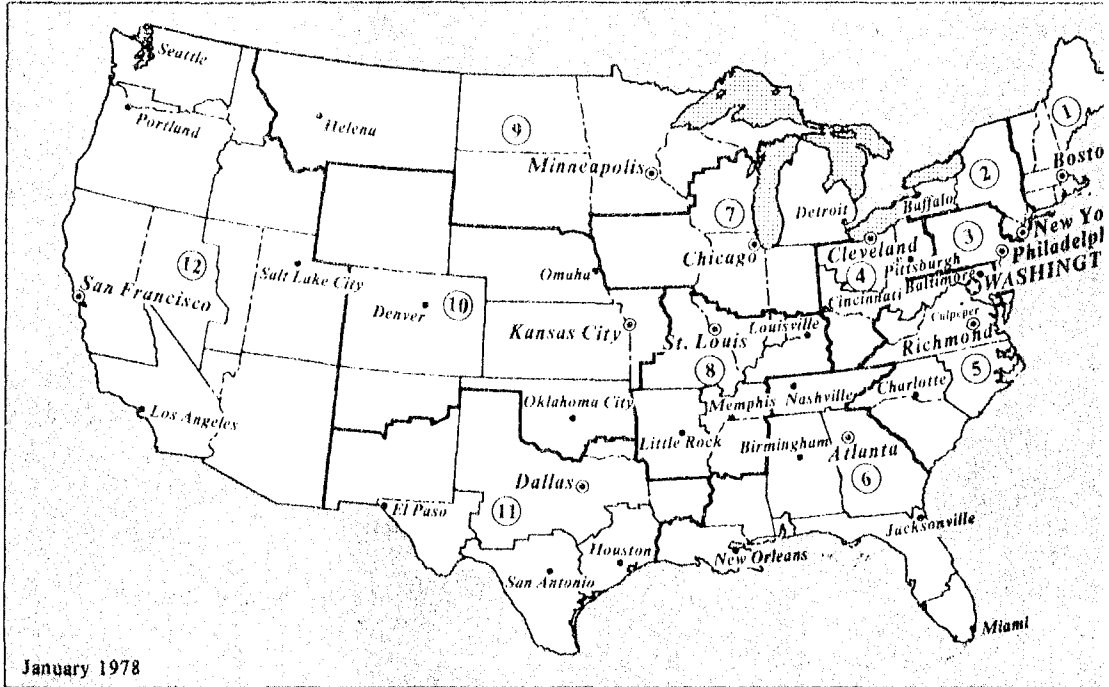 Seattle
Portland
Helena
9
Minneapolis
1
Boston
2
Buffalo
7
Detroit
New Yo
Philadelph
3
Cleveland
Pittsburgh
4
Chicago
WASHINGT
Baltimore
Cincinnati
12
Salt Lake City
San Francisco
Omaha
Denver
10
Kansas City
St. Louis
Louisville
Culpeper
Richmond
8
5
Charlotte
Los Angeles
Oklahoma City
Memphis
Nashville
Little Rock
Birmingham
Atlanta
6
Dallas
El Paso
11
Jacksonville
Houston
New Orleans
San Antonio
Miami
January 1978